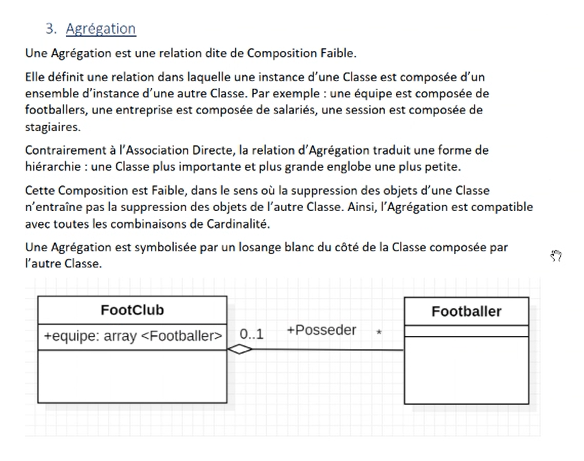 3. Agrégation
Une Agrégation est une relation dite de Composition Faible.
Elle définit une relation dans laquelle une instance d'une Classe est composée d'un
ensemble d'instance d'une autre Classe. Par exemple : une équipe est composée de
footballers, une entreprise est composée de salariés, une session est composée de
stagiaires.
Contrairement à l'Association Directe, la relation d'Agrégation traduit une forme de
hiérarchie : une Classe plus importante et plus grande englobe une plus petite.
Cette Composition est Faible, dans le sens où la suppression des objets d'une Classe
n'entraîne pas la suppression des objets de l'autre Classe. Ainsi, l'Agrégation est compatible
avec toutes les combinaisons de Cardinalité.
Une Agrégation est symbolisée par un losange blanc du côté de la Classe composée par
l'autre Classe.
FootClub
+equipe: array <Footballer>
0..1
+Posseder
*
Footballer